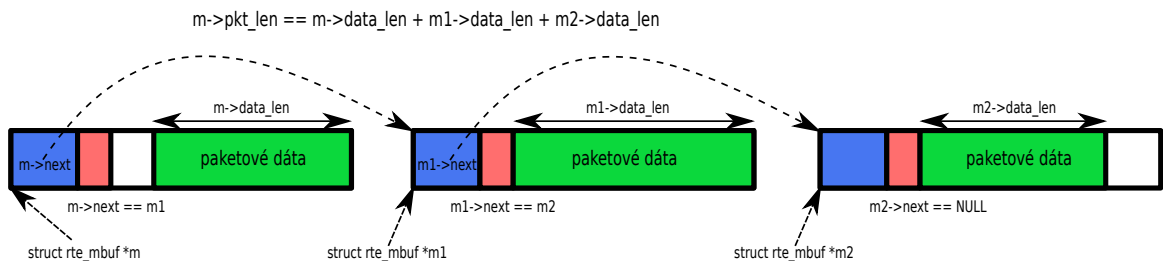 m->pkt_len == m->data_len + m1->data_len + m2->data_len
m->data_len
m1->data_len
m2->data_len
m->next
paketové dáta
m1->next
paketové dáta
paketové dáta
m->next == m1
m1->next == m2
m2->next == NULL
struct rte_mbuf *m
struct rte_mbuf *m1
struct rte_mbuf *m2